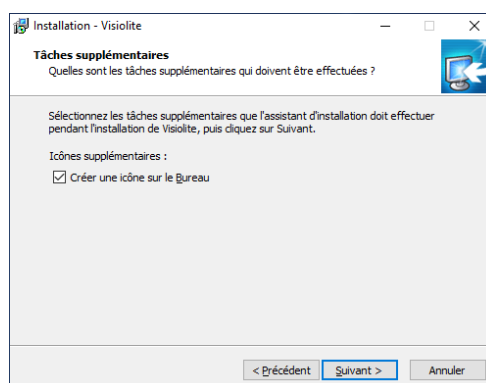 Installation - Visiolite
Tâches supplémentaires
Quelles sont les tâches supplémentaires qui doivent être effectuées ?
Sélectionnez les tâches supplémentaires que l'assistant d'installation doit effectuer
pendant l'installation de Visiolite, puis cliquez sur Suivant.
Icônes supplémentaires :
Créer une icône sur le Bureau
< Précédent Suivant > Annuler